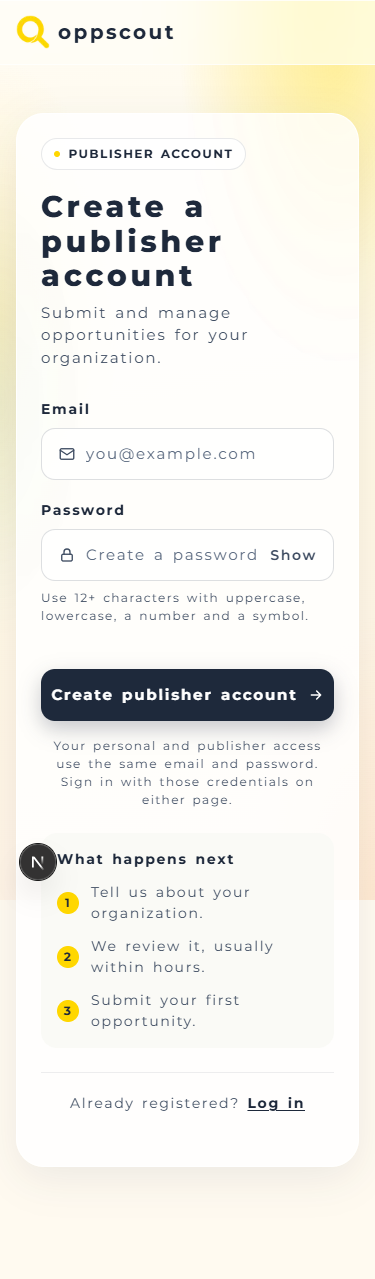 oppscout
PUBLISHER ACCOUNT
Create a
publisher
account
Submit and manage
opportunities for your
organization.
Email
you@example.com
Password
Create a password Show
Use 12+ characters with uppercase,
lowercase, a number and a symbol.
Create publisher account →
Your personal and publisher access
use the same email and password.
Sign in with those credentials on
either page.
N
What happens next
1 Tell us about your
organization.
2 We review it, usually
within hours.
3 Submit your first
opportunity.
Already registered? Log in